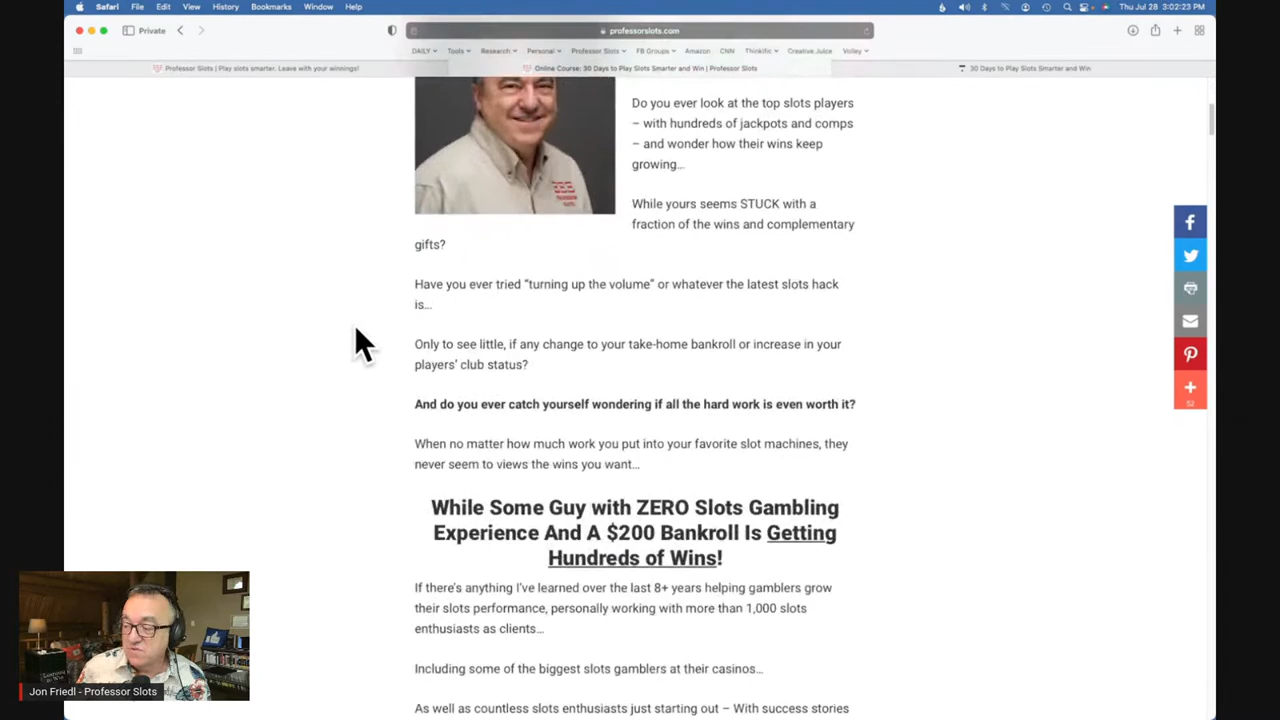 Safari File Edit View History Bookmarks Window Help
Thu Jul 28 3:02:23 PM
Private
professorslots.com
DAILY Tools Research Personal Professor Slots FB Groups Amazon CNN Thinkific Creative Juice Volley
Professor Slots | Play slots smarter. Leave with your winnings!
Online Course: 30 Days to Play Slots Smarter and Win | Professor Slots
30 Days to Play Slots Smarter and Win
Do you ever look at the top slots players
– with hundreds of jackpots and comps
– and wonder how their wins keep
growing…
While yours seems STUCK with a
fraction of the wins and complementary
gifts?
Have you ever tried “turning up the volume” or whatever the latest slots hack
is…
Only to see little, if any change to your take-home bankroll or increase in your
players’ club status?
And do you ever catch yourself wondering if all the hard work is even worth it?
When no matter how much work you put into your favorite slot machines, they
never seem to views the wins you want…
While Some Guy with ZERO Slots Gambling
Experience And A $200 Bankroll Is Getting
Hundreds of Wins!
If there’s anything I’ve learned over the last 8+ years helping gamblers grow
their slots performance, personally working with more than 1,000 slots
enthusiasts as clients…
Including some of the biggest slots gamblers at their casinos…
As well as countless slots enthusiasts just starting out – With success stories
52
Jon Friedl - Professor Slots